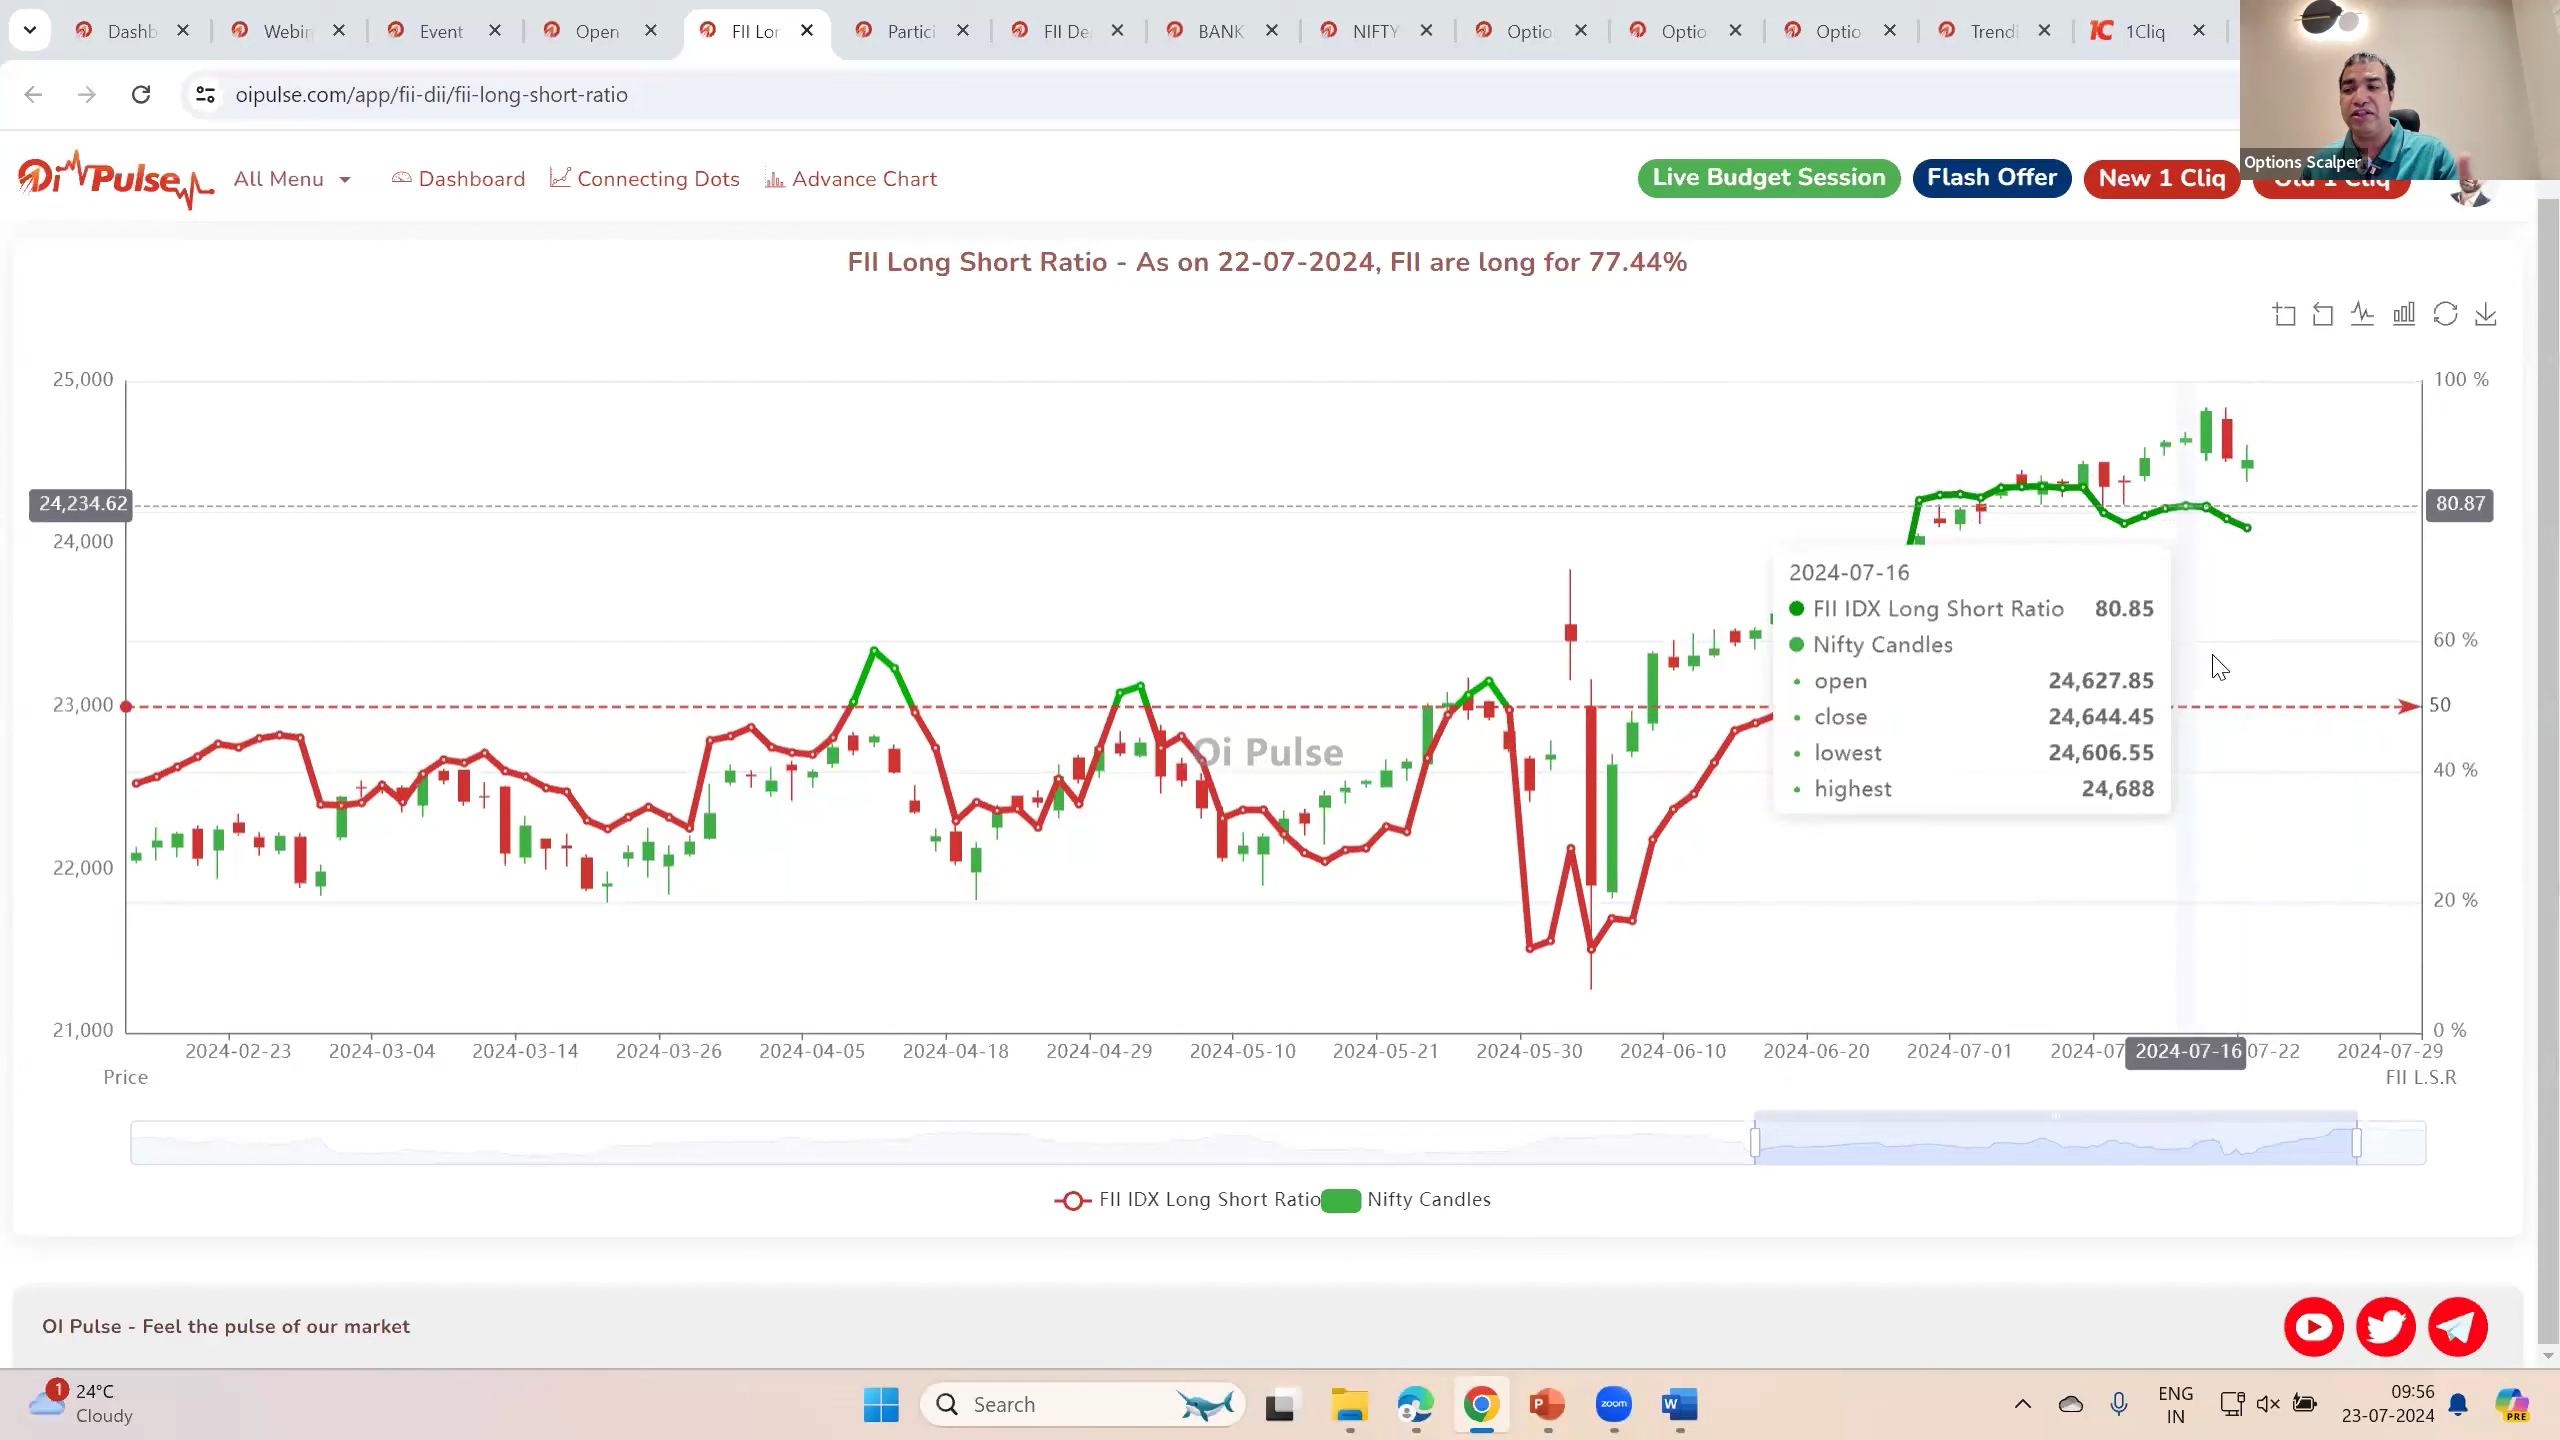 Dashb
Webin
Event
Open
FII Lor
Partici
FII De
BANK
NIFTY
Optio
Optio
Optio
Trendi
1Cliq
oipulse.com/app/fii-dii/fii-long-short-ratio
Options Scalper
Oi Pulse
All Menu
Dashboard
Connecting Dots
Advance Chart
Live Budget Session
Flash Offer
New 1 Cliq
Old 1 Cliq
FII Long Short Ratio - As on 22-07-2024, FII are long for 77.44%
25,000
100 %
24,234.62
80.87
24,000
2024-07-16
FII IDX Long Short Ratio 80.85
Nifty Candles
open 24,627.85
close 24,644.45
lowest 24,606.55
highest 24,688
60 %
23,000
50
Oi Pulse
40 %
22,000
20 %
21,000
0 %
2024-02-23
2024-03-04
2024-03-14
2024-03-26
2024-04-05
2024-04-18
2024-04-29
2024-05-10
2024-05-21
2024-05-30
2024-06-10
2024-06-20
2024-07-01
2024-07
2024-07-16
07-22
2024-07-29
Price
FII L.S.R
FII IDX Long Short Ratio
Nifty Candles
OI Pulse - Feel the pulse of our market
1
24°C
Cloudy
Search
zoom
ENG
IN
09:56
23-07-2024
PRE